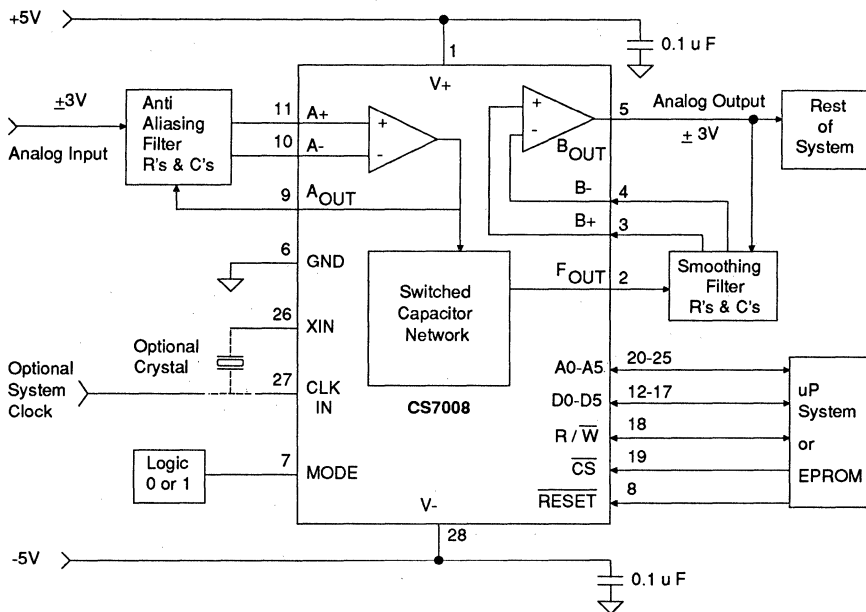 +5V
0.1 u F
1
V+
±3V
Anti
Aliasing
Filter
R's & C's
Analog Input
11
A+
10
A-
9
A OUT
+
-
+
-
B OUT
5
Analog Output
± 3V
Rest
of
System
B-
4
B+
3
6
GND
F OUT
2
Smoothing
Filter
R's & C's
Switched
Capacitor
Network
CS7008
26
XIN
Optional
Crystal
Optional
System
Clock
27
CLK
IN
7
MODE
Logic
0 or 1
A0-A5
20-25
D0-D5
12-17
R / W
18
CS
19
RESET
8
uP
System
or
EPROM
V-
28
-5V
0.1 u F